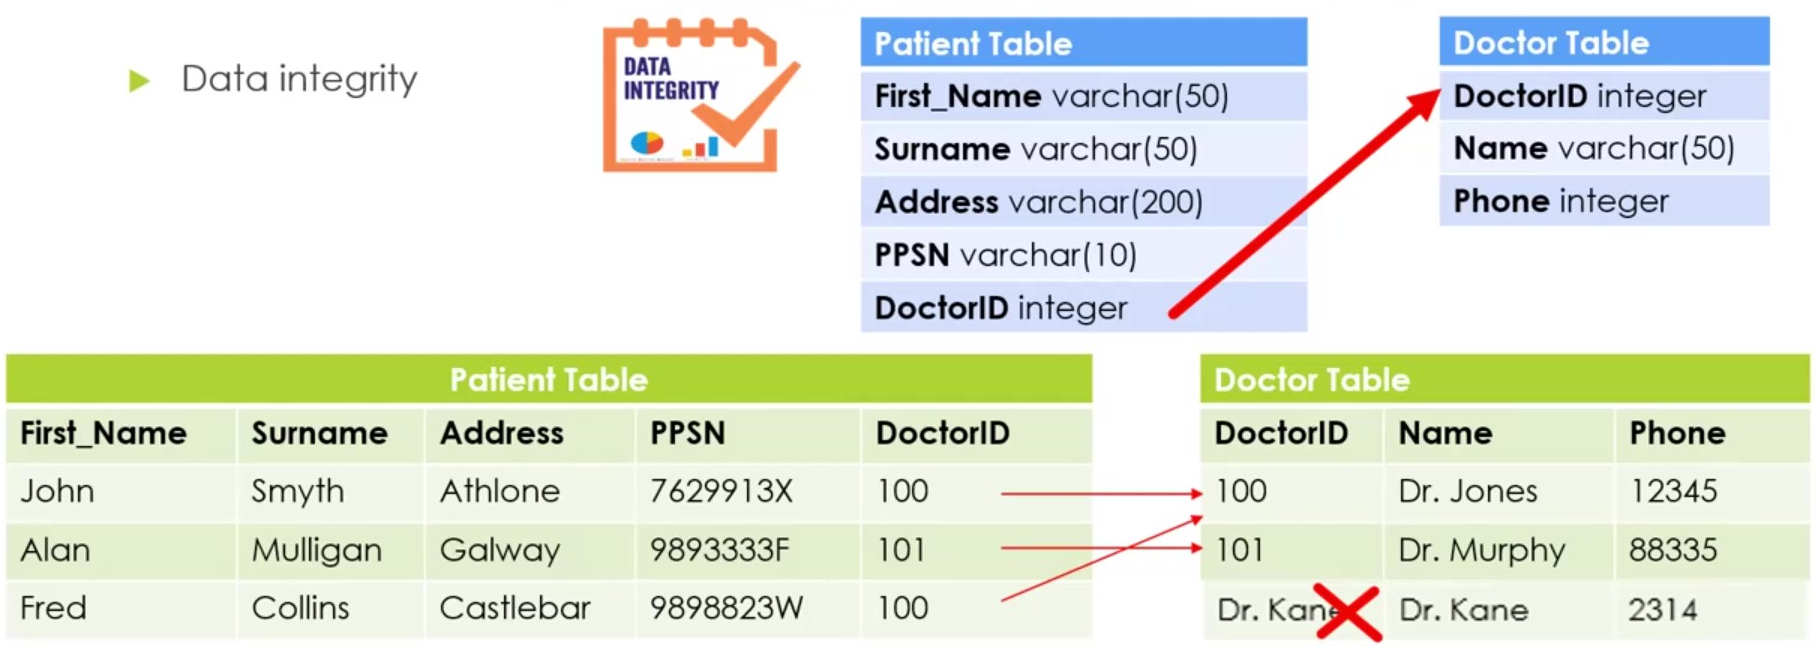 Data integrity
DATA
INTEGRITY
Patient Table
First_Name varchar(50)
Surname varchar(50)
Address varchar(200)
PPSN varchar(10)
DoctorID integer
Doctor Table
DoctorID integer
Name varchar(50)
Phone integer
Patient Table
First_Name Surname Address PPSN DoctorID
John Smyth Athlone 7629913X 100
Alan Mulligan Galway 9893333F 101
Fred Collins Castlebar 9898823W 100
Doctor Table
DoctorID Name Phone
100 Dr. Jones 12345
101 Dr. Murphy 88335
Dr. Kane Dr. Kane 2314